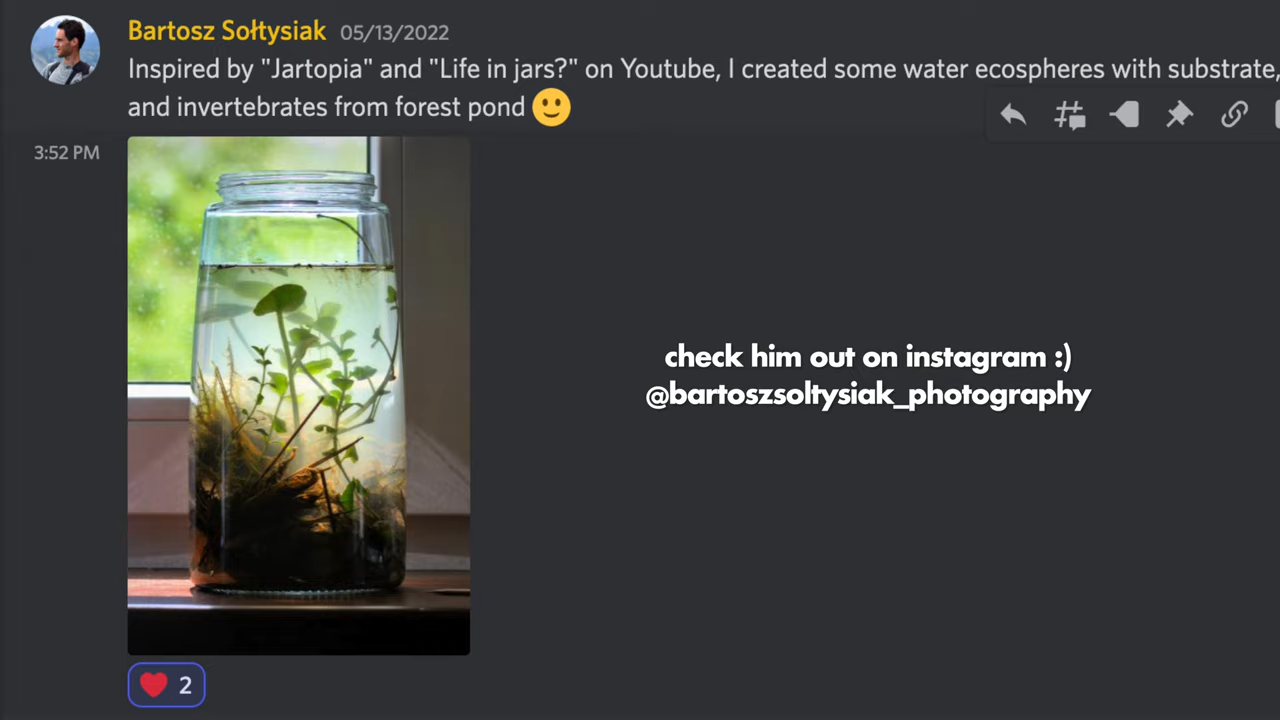 Bartosz Sołtysiak 05/13/2022
Inspired by "Jartopia" and "Life in jars?" on Youtube, I created some water ecospheres with substrate,
and invertebrates from forest pond 🙂
3:52 PM
check him out on instagram :)
@bartoszsoltysiak_photography
2